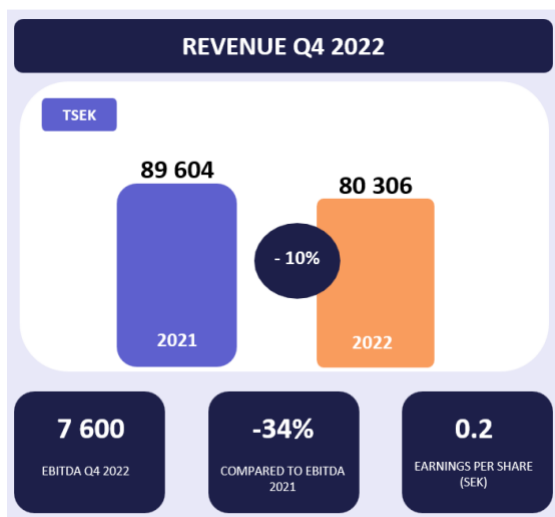 REVENUE Q4 2022
TSEK
89 604
80 306
- 10%
2021
2022
7 600
EBITDA Q4 2022
-34%
COMPARED TO EBITDA
2021
0.2
EARNINGS PER SHARE
(SEK)